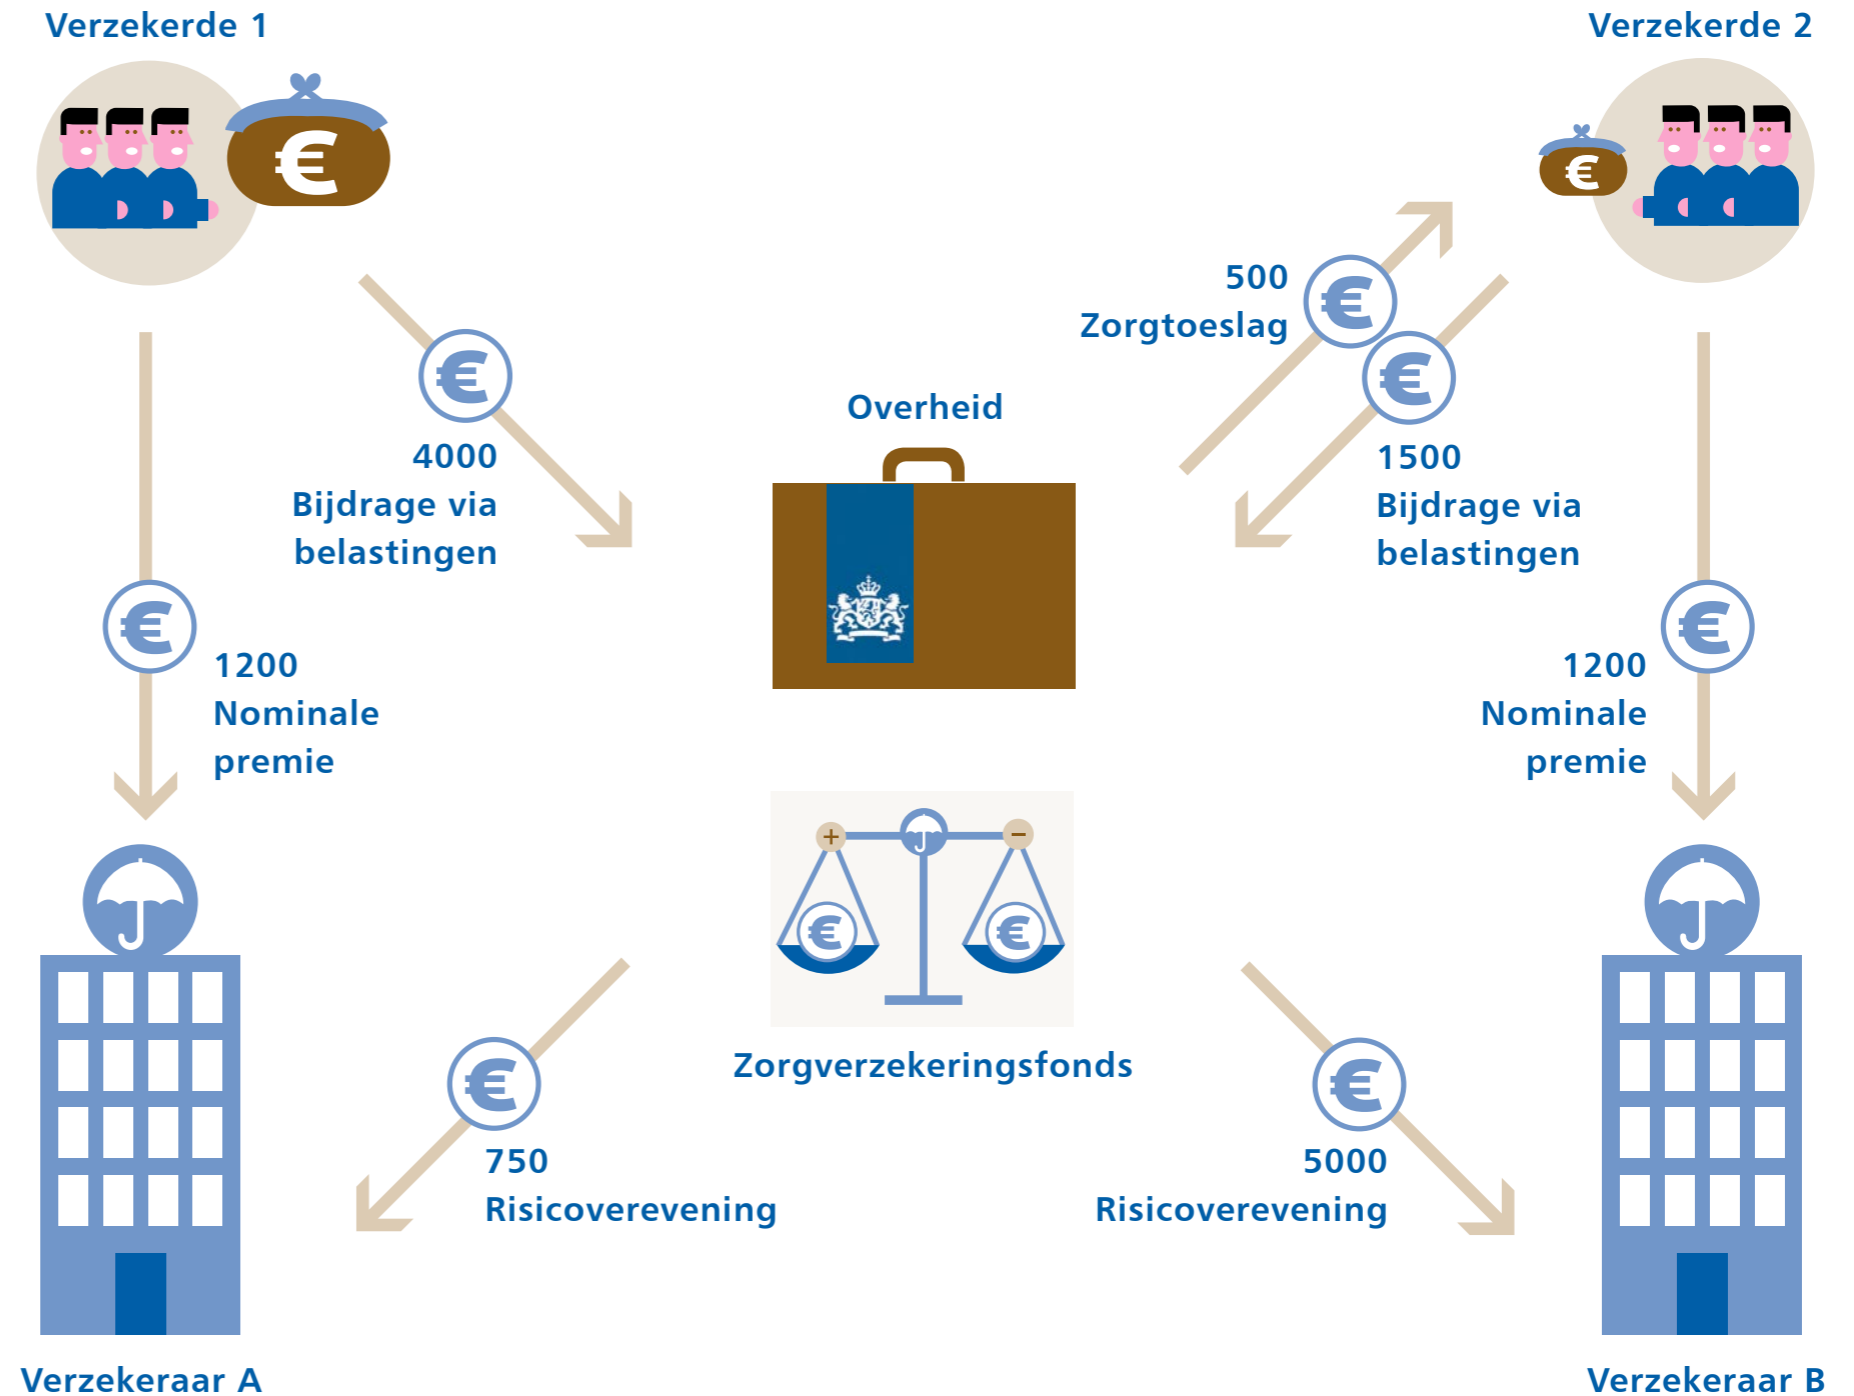 Verzekerde 1
Verzekerde 2
500
Zorgtoeslag
Overheid
4000
Bijdrage via
belastingen
1500
Bijdrage via
belastingen
1200
Nominale
premie
1200
Nominale
premie
Zorgverzekeringsfonds
750
Risicoverevening
5000
Risicoverevening
Verzekeraar A
Verzekeraar B